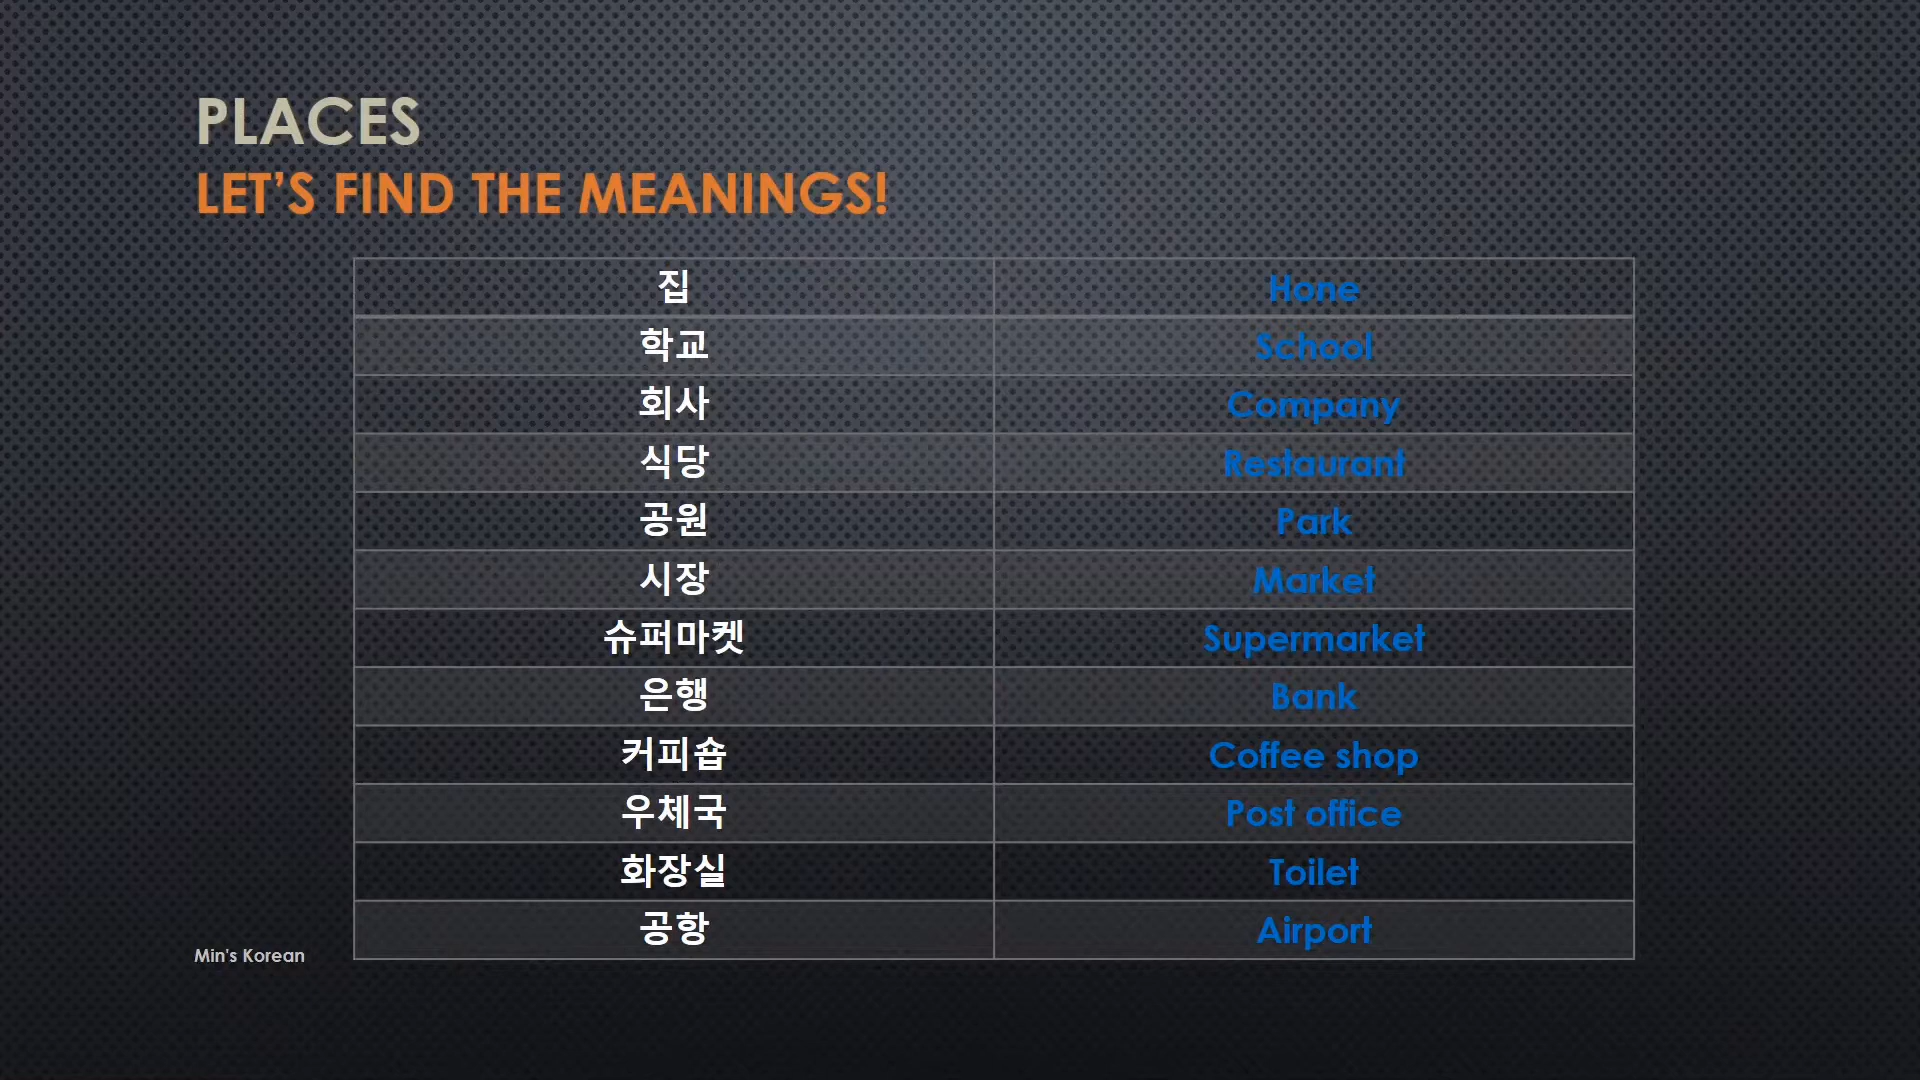 PLACES
LET'S FIND THE MEANINGS!
집 Hone
학교 School
회사 Company
식당 Restaurant
공원 Park
시장 Market
슈퍼마켓 Supermarket
은행 Bank
커피숍 Coffee shop
우체국 Post office
화장실 Toilet
공항 Airport
Min's Korean